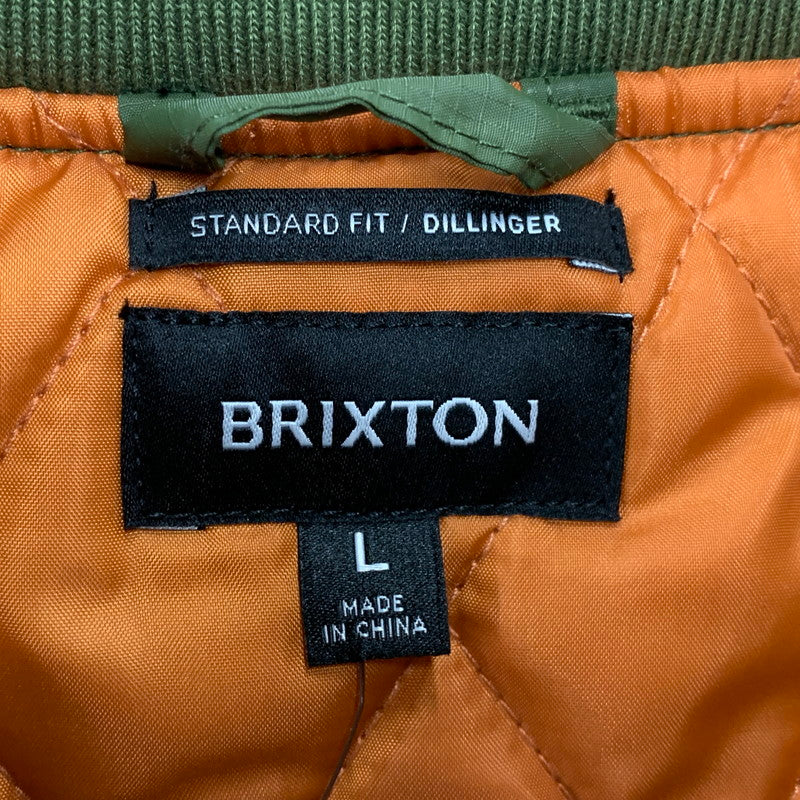 STANDARD FIT / DILLINGER
BRIXTON
L
MADE
IN CHINA